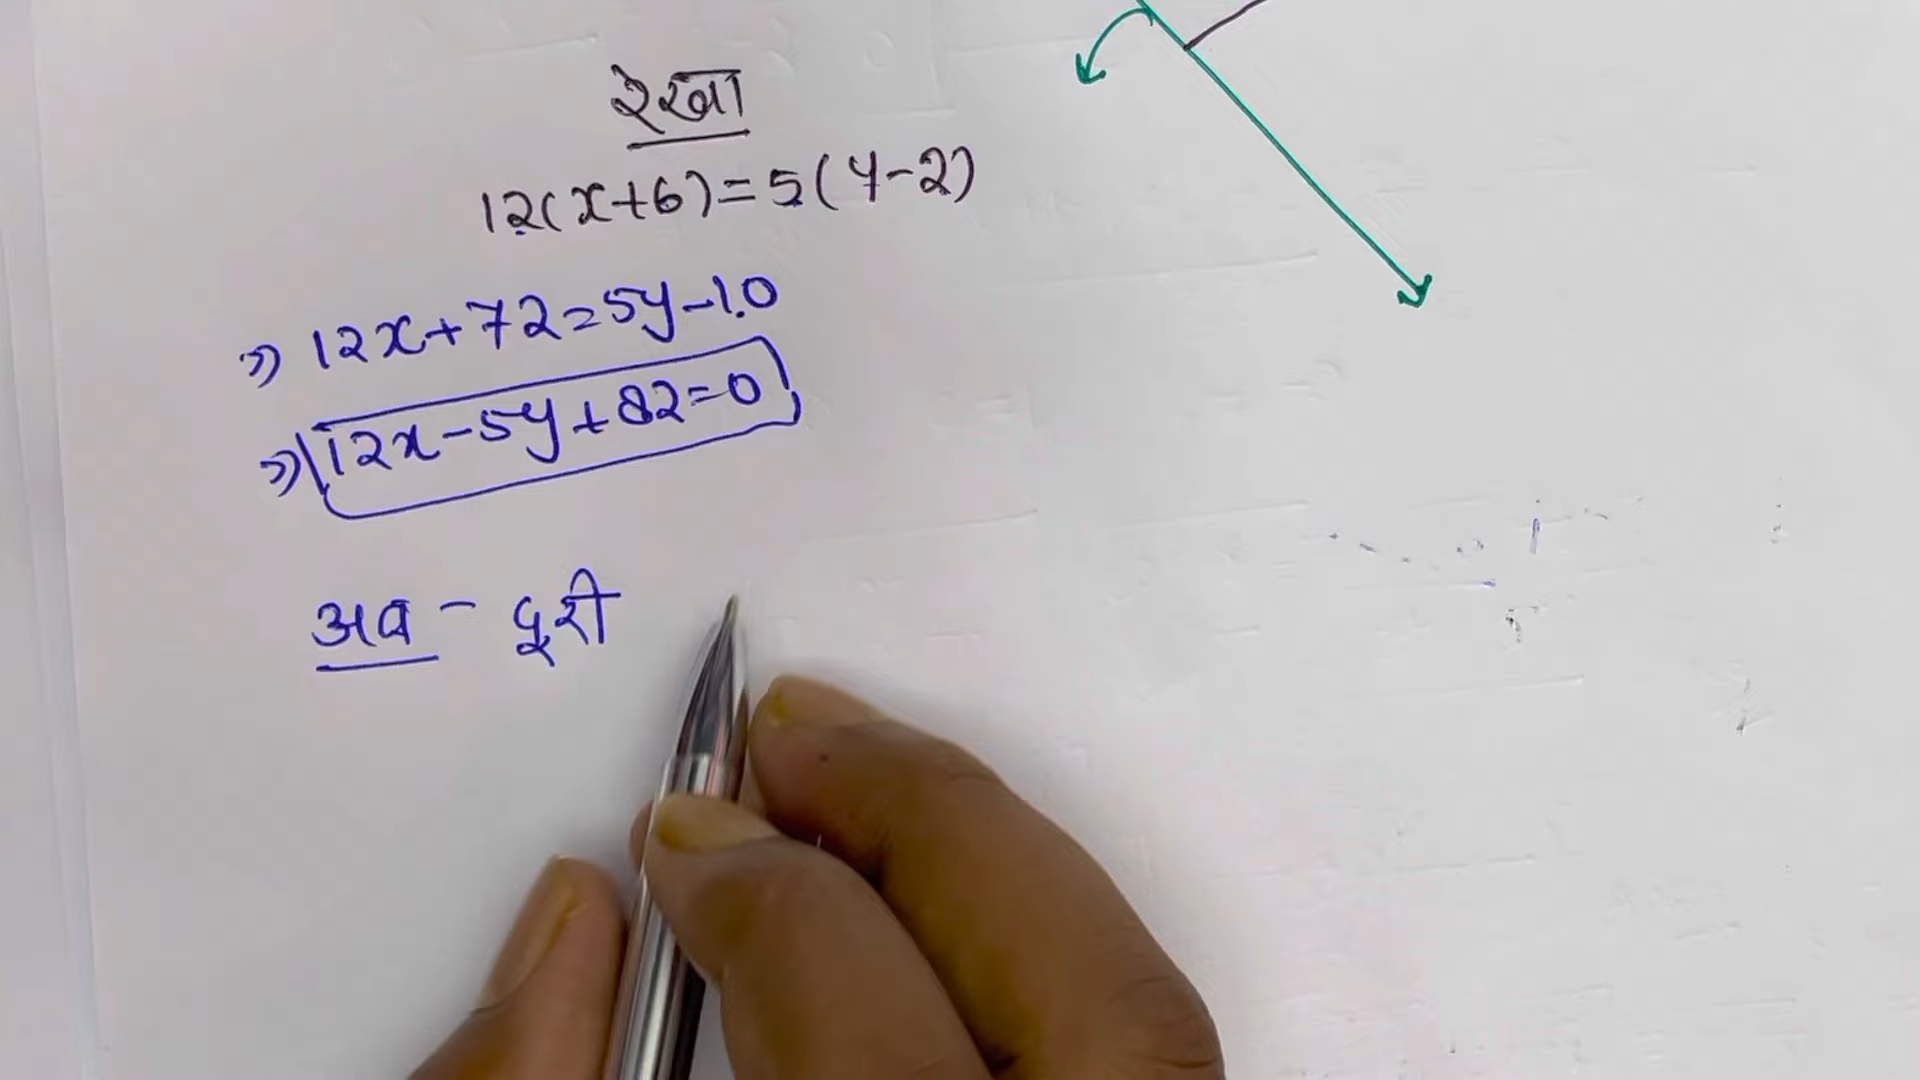 रेखा
12(x+6)=5(y-2)
⇒ 12x+72=5y-10
⇒ 12x-5y+82=0
अब - दूरी